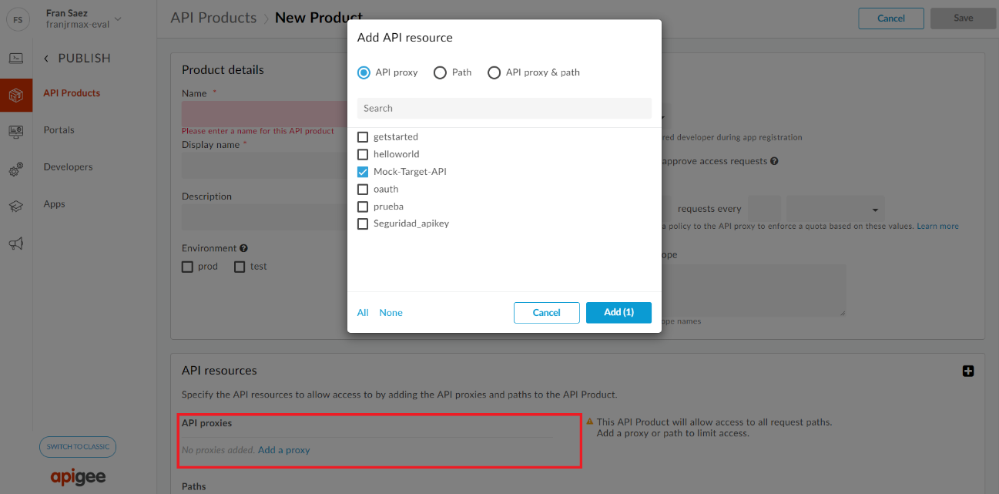 FS
Fran Saez
franjrmax-eval
API Products > New Product
Cancel
Save
PUBLISH
API Products
Portals
Developers
Apps
SWITCH TO CLASSIC
apigee
Product details
Name *
Please enter a name for this API product
Display name *
Description
Environment ?
prod
test
Add API resource
API proxy
Path
API proxy & path
Search
getstarted
helloworld
Mock-Target-API
oauth
prueba
Seguridad_apikey
All
None
Cancel
Add (1)
red developer during app registration
approve access requests ?
requests every
a policy to the API proxy to enforce a quota based on these values. Learn more
ope
ope names
API resources
Specify the API resources to allow access to by adding the API proxies and paths to the API Product.
API proxies
No proxies added. Add a proxy
This API Product will allow access to all request paths.
Add a proxy or path to limit access.
Paths